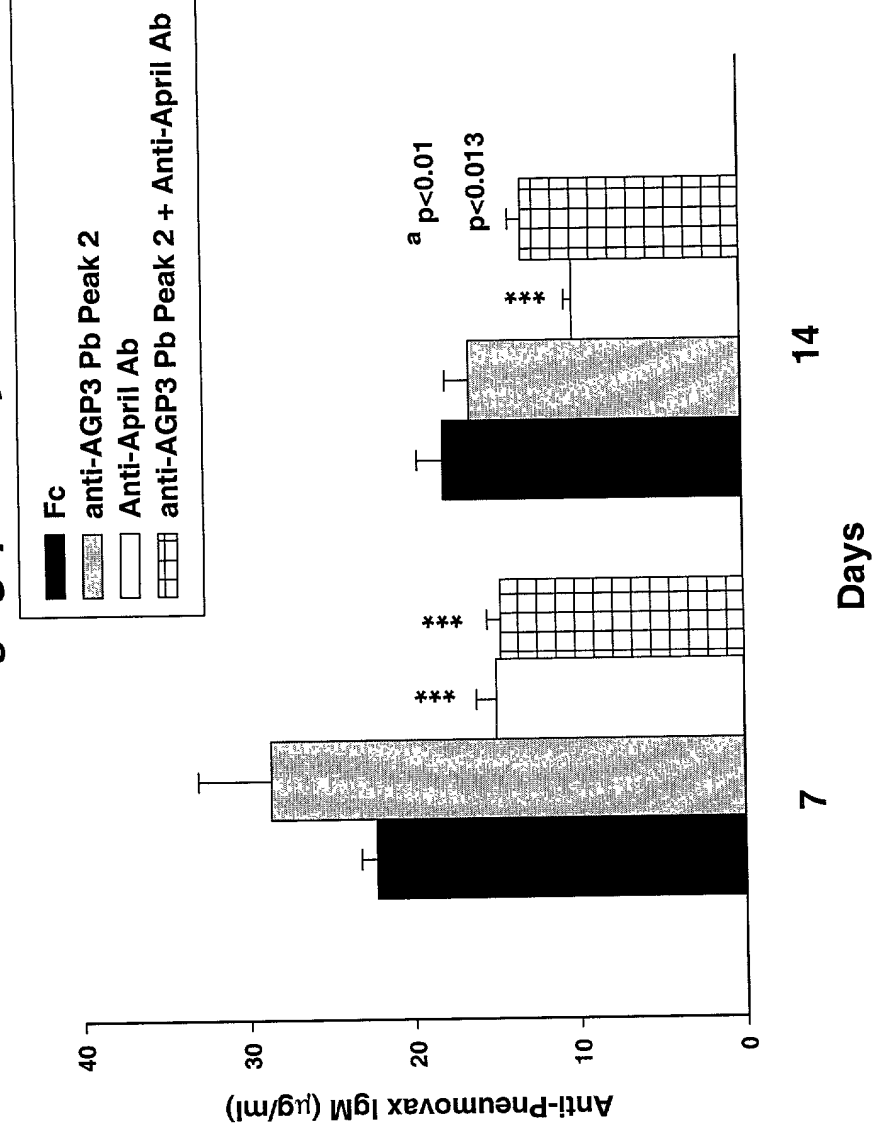 Fc
anti-AGP3 Pb Peak 2
Anti-April Ab
anti-AGP3 Pb Peak 2 + Anti-April Ab
Anti-Pneumovax IgM (µg/ml)
40
30
20
10
0
***
***
***
a p<0.01
p<0.013
7
14
Days